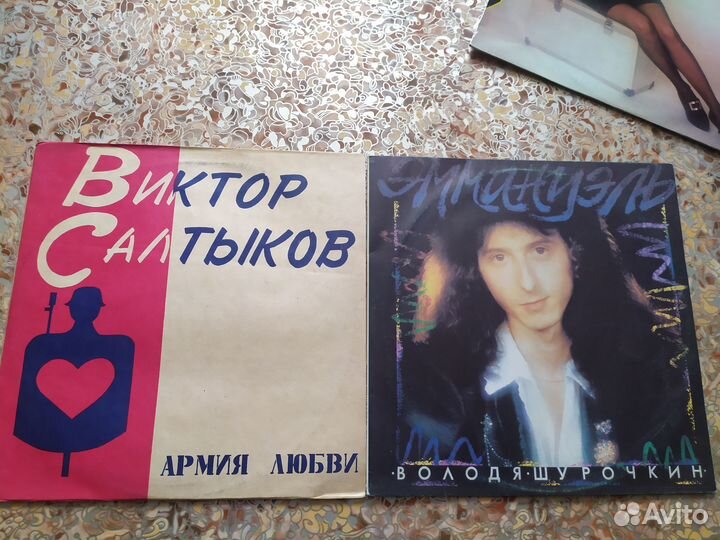 ВИКТОР
САЛТЫКОВ
АРМИЯ ЛЮБВИ
ЭММАНУЭЛЬ
·ВОЛОДЯ·ШУРОЧКИН·
Avito